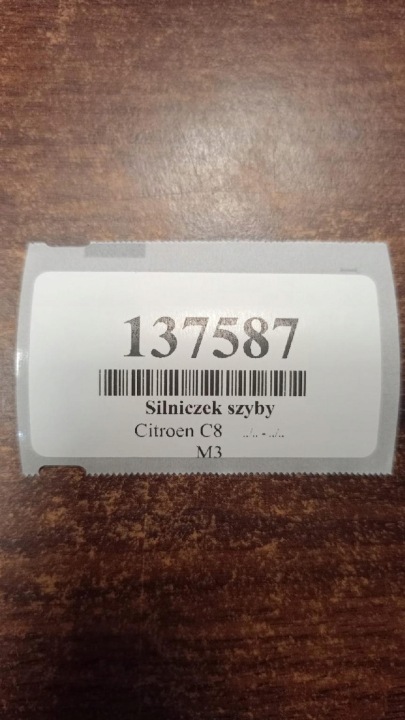 137587
Silniczek szyby
Citroen C8 ../.. - ../..
M3